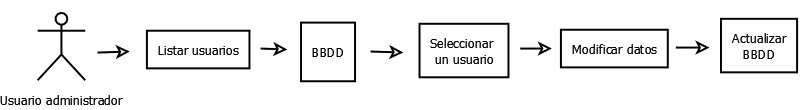 Usuario administrador
Listar usuarios
BBDD
Seleccionar
un usuario
Modificar datos
Actualizar
BBDD